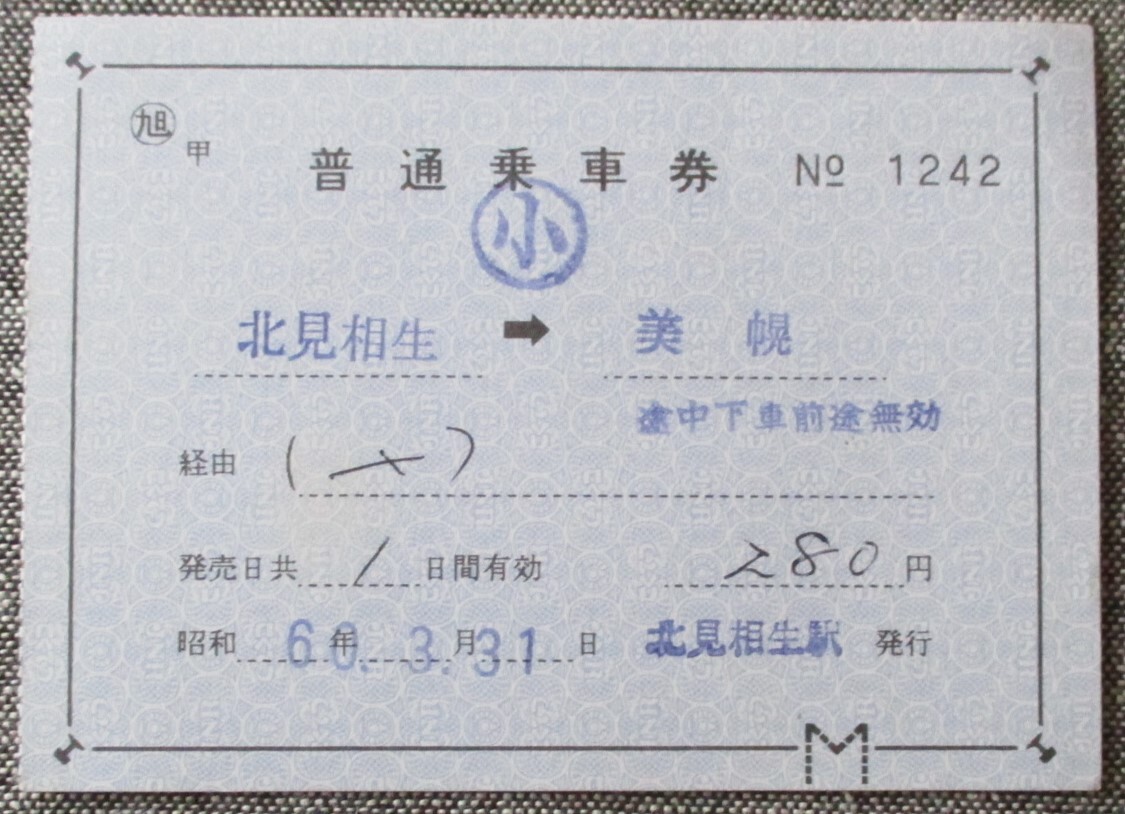 ㊭ 甲
普通乗車券 № 1242
小
北見相生 ➡ 美幌
途中下車前途無効
経由 ( )
発売日共 1 日間有効 280 円
昭和 60年 3.月31日 北見相生駅 発行